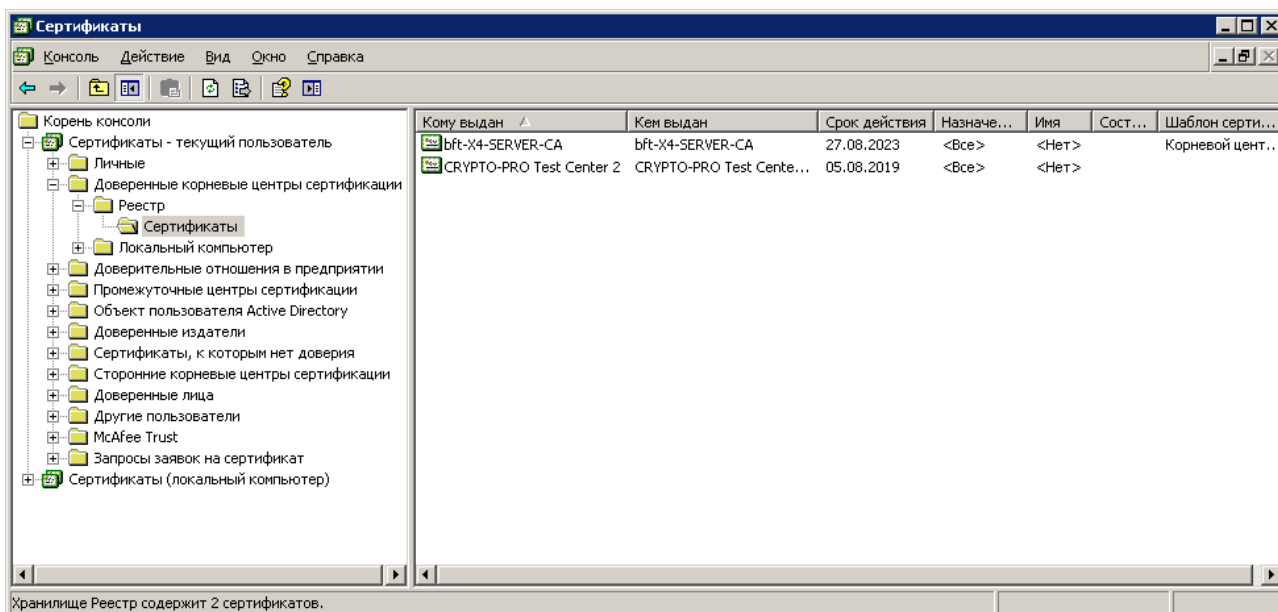 Сертификаты
Консоль Действие Вид Окно Справка
Корень консоли
Сертификаты - текущий пользователь
Личные
Доверенные корневые центры сертификации
Реестр
Сертификаты
Локальный компьютер
Доверительные отношения в предприятии
Промежуточные центры сертификации
Объект пользователя Active Directory
Доверенные издатели
Сертификаты, к которым нет доверия
Сторонние корневые центры сертификации
Доверенные лица
Другие пользователи
McAfee Trust
Запросы заявок на сертификат
Сертификаты (локальный компьютер)
Кому выдан Кем выдан Срок действия Назначе... Имя Сост... Шаблон серти...
bft-X4-SERVER-CA bft-X4-SERVER-CA 27.08.2023 <Все> <Нет> Корневой цент...
CRYPTO-PRO Test Center 2 CRYPTO-PRO Test Cente... 05.08.2019 <Все> <Нет>
Хранилище Реестр содержит 2 сертификатов.